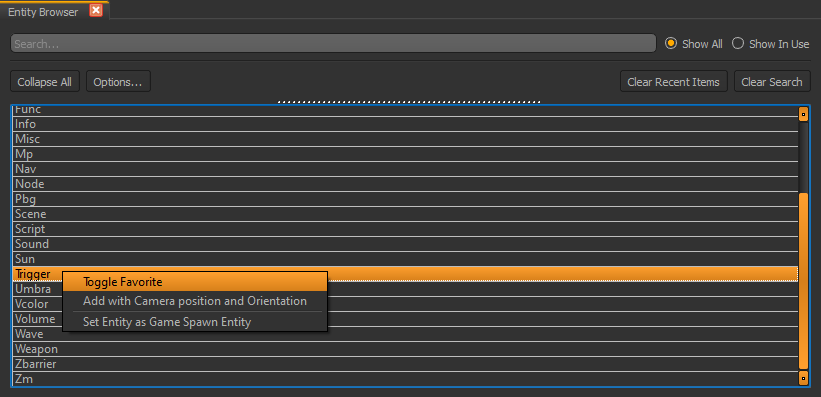 Entity Browser
Search...
Show All
Show In Use
Collapse All
Options...
Clear Recent Items
Clear Search
Func
Info
Misc
Mp
Nav
Node
Pbg
Scene
Script
Sound
Sun
Trigger
Toggle Favorite
Umbra
Add with Camera position and Orientation
Vcolor
Volume
Set Entity as Game Spawn Entity
Wave
Weapon
Zbarrier
Zm